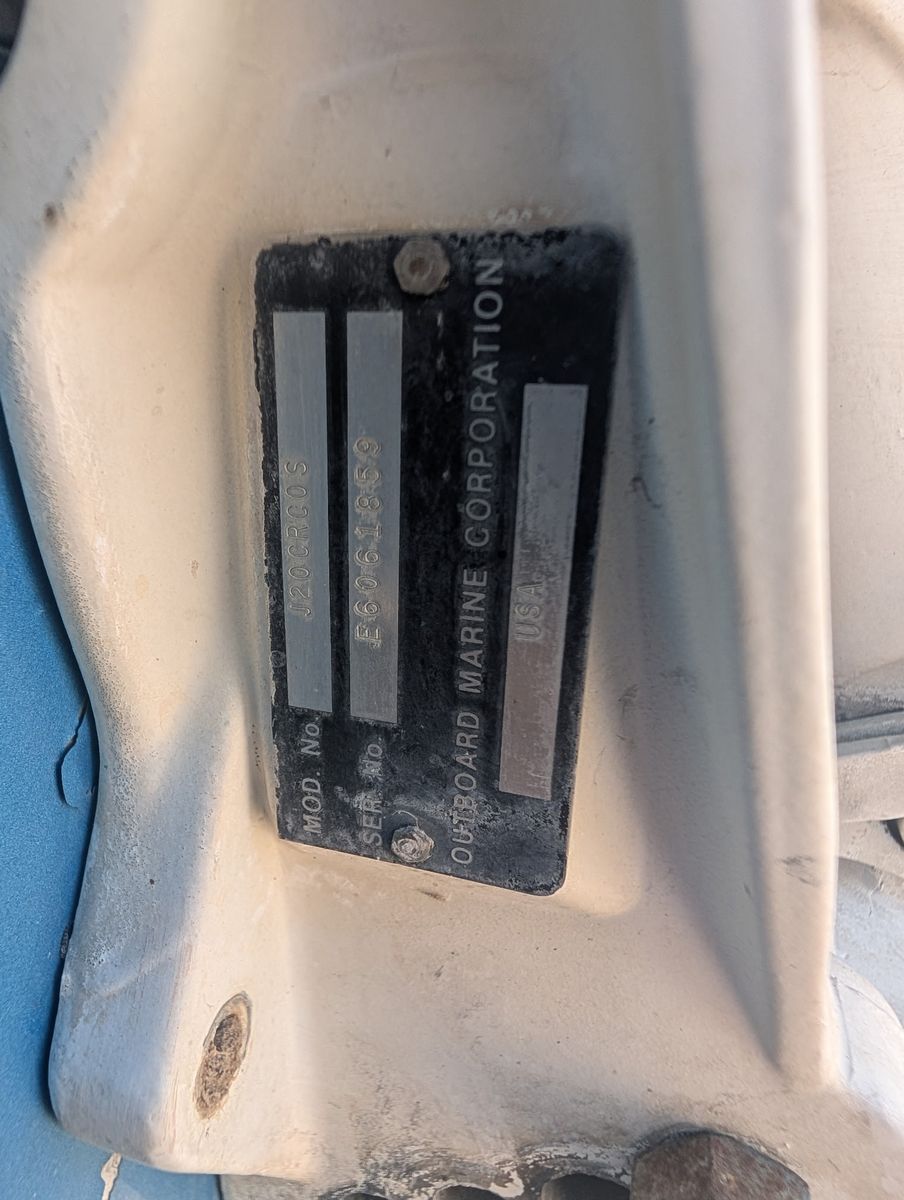 MOD. No. J20CRCOS
SER. No. E6061859
OUTBOARD MARINE CORPORATION
USA